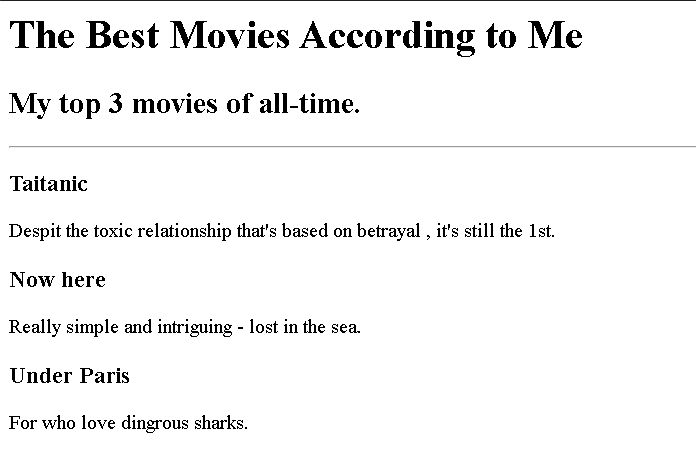 The Best Movies According to Me
My top 3 movies of all-time.
Taitanic
Despit the toxic relationship that's based on betrayal , it's still the 1st.
Now here
Really simple and intriguing - lost in the sea.
Under Paris
For who love dingrous sharks.